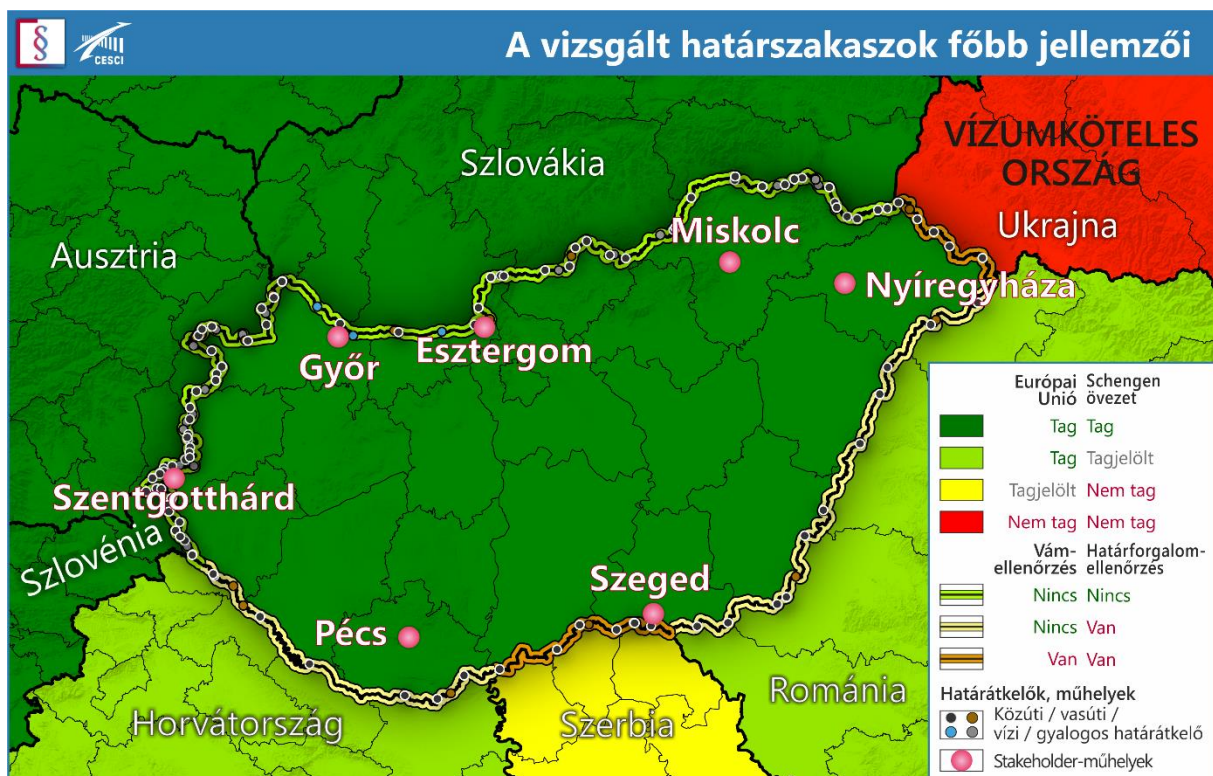 §
CESCI
A vizsgált határszakaszok főbb jellemzői
VÍZUMKÖTELES
ORSZÁG
Ukrajna
Szlovákia
Ausztria
Miskolc
Nyíregyháza
Győr
Esztergom
Szentgotthárd
Szlovénia
Szeged
Pécs
Horvátország
Szerbia
Románia
Európai Unió
Schengen övezet
Tag Tag
Tag Tagjelölt
Tagjelölt Nem tag
Nem tag Nem tag
Vám-
ellenőrzés
Határforgalom-
ellenőrzés
Nincs Nincs
Nincs Van
Van Van
Határátkelők, műhelyek
Közúti / vasúti /
vízi / gyalogos határátkelő
Stakeholder-műhelyek